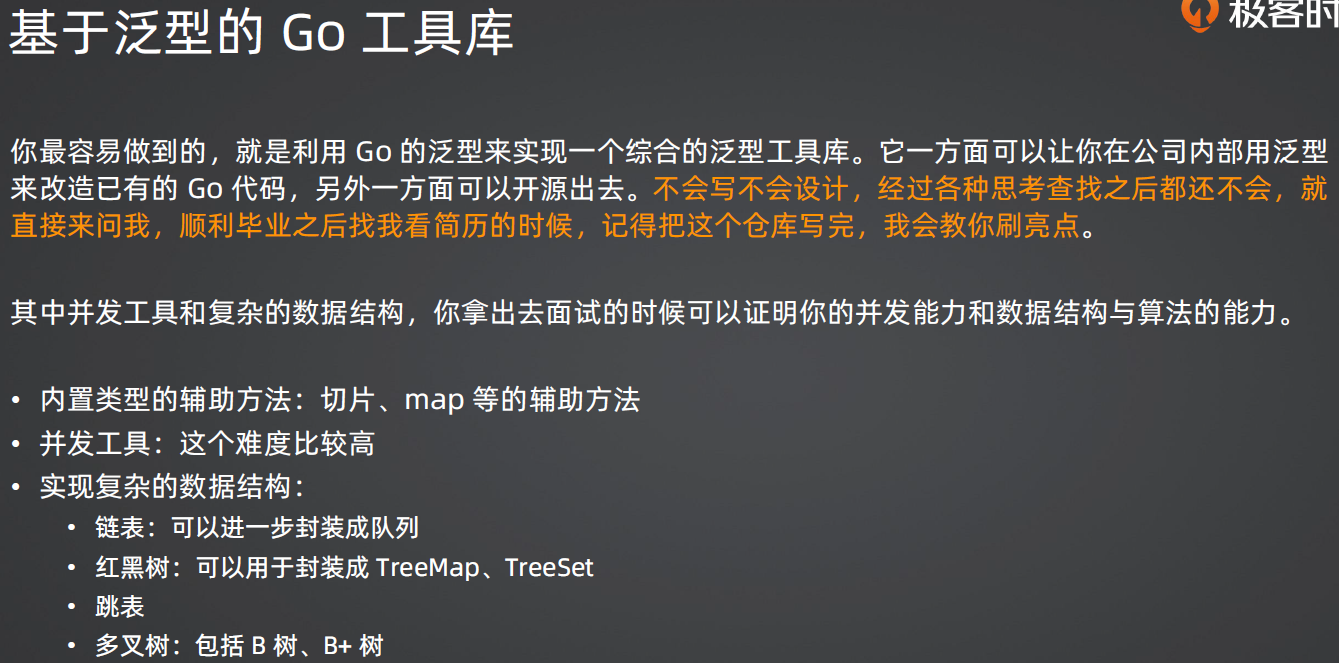 基于泛型的 Go 工具库
极客时
你最容易做到的，就是利用 Go 的泛型来实现一个综合的泛型工具库。它一方面可以让你在公司内部用泛型
来改造已有的 Go 代码，另外一方面可以开源出去。不会写不会设计，经过各种思考查找之后都还不会，就
直接来问我，顺利毕业之后找我看简历的时候，记得把这个仓库写完，我会教你刷亮点。
其中并发工具和复杂的数据结构，你拿出去面试的时候可以证明你的并发能力和数据结构与算法的能力。
• 内置类型的辅助方法：切片、map 等的辅助方法
• 并发工具：这个难度比较高
• 实现复杂的数据结构：
• 链表：可以进一步封装成队列
• 红黑树：可以用于封装成 TreeMap、TreeSet
• 跳表
• 多叉树：包括 B 树、B+ 树